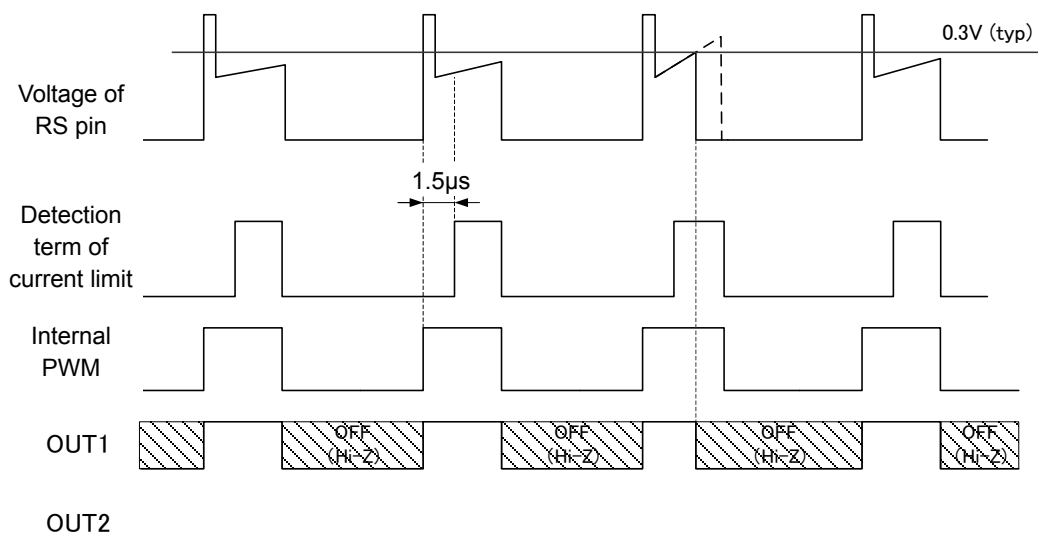 0.3V (typ)
Voltage of
RS pin
1.5µs
Detection
term of
current limit
Internal
PWM
OUT1
OFF
(Hi-Z)
OFF
(Hi-Z)
OFF
(Hi-Z)
OFF
(Hi-Z)
OUT2